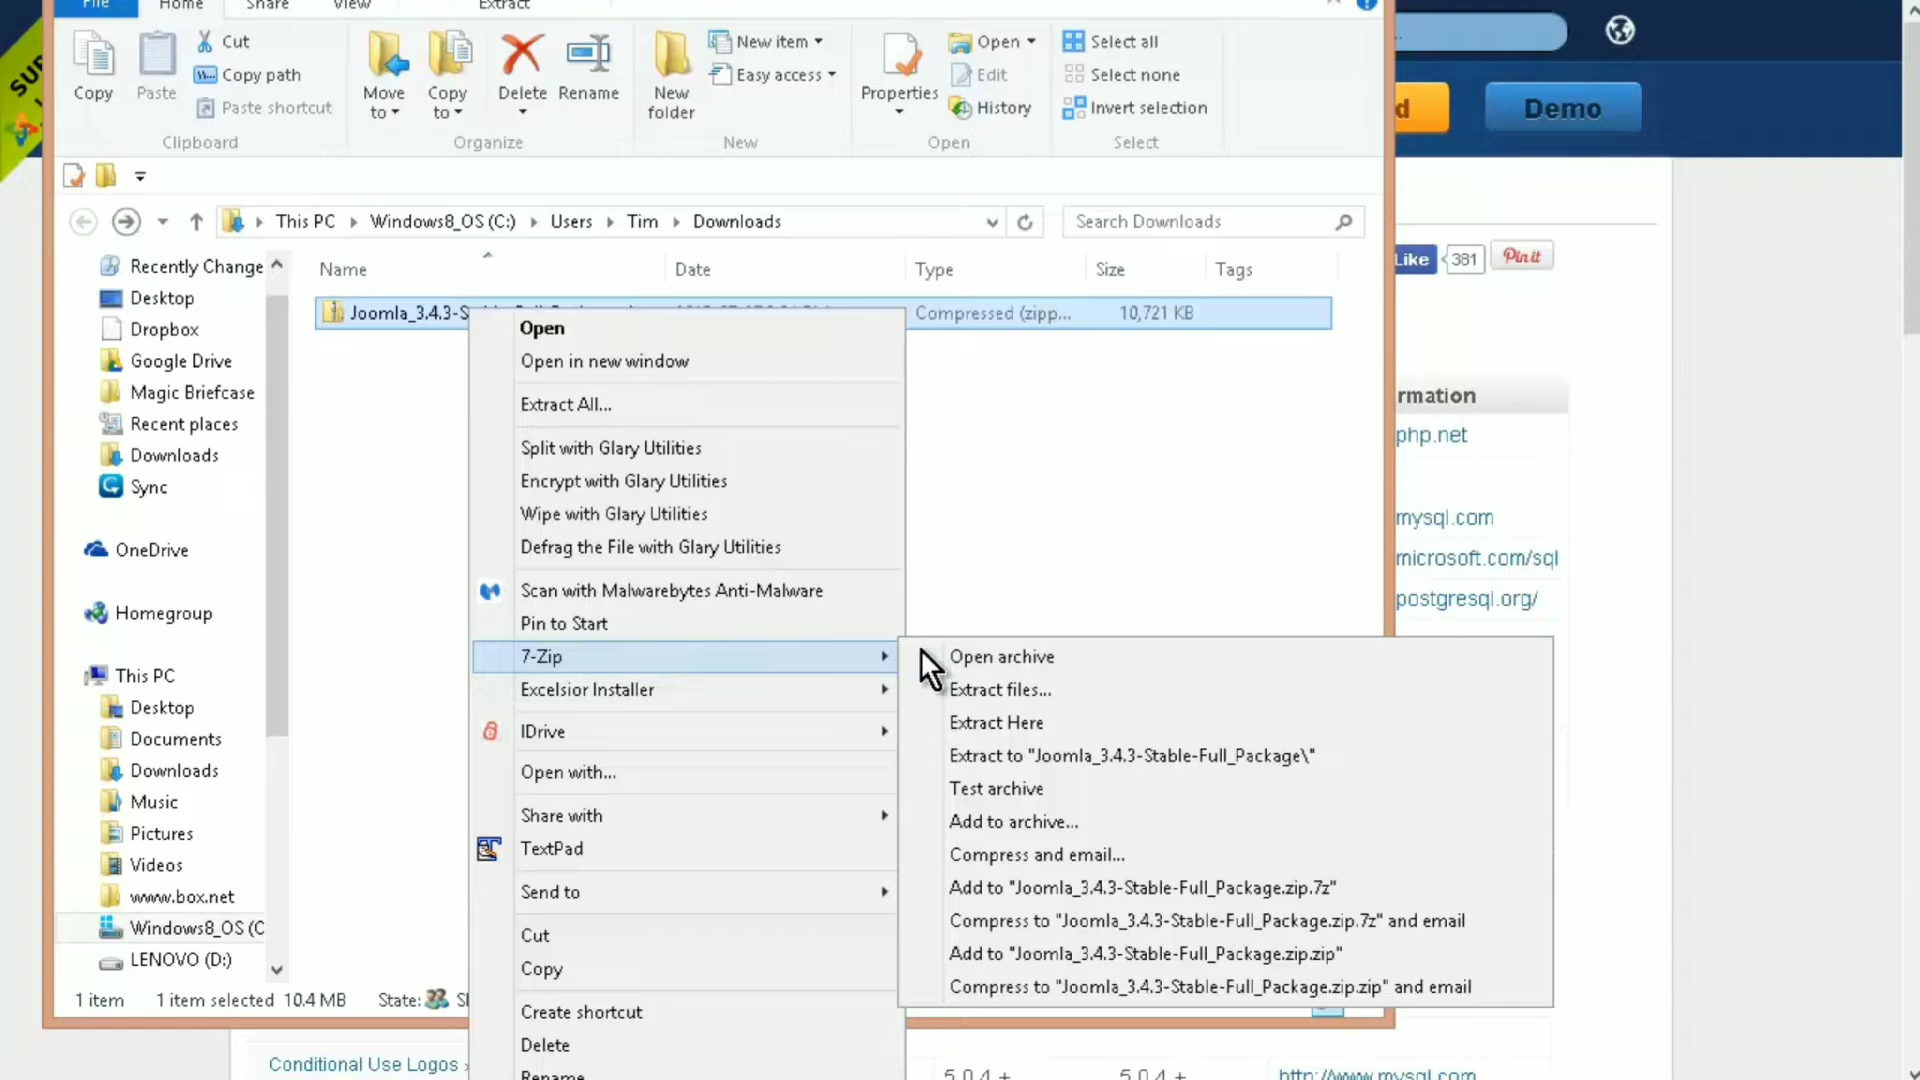 File Home Share View Extract
Cut
Copy path
Paste shortcut
Copy
Paste
Clipboard
Move to
Copy to
Delete
Rename
Organize
New folder
New item
Easy access
New
Properties
Open
Edit
History
Open
Select all
Select none
Invert selection
Select
Demo
This PC Windows8_OS (C:) Users Tim Downloads
Search Downloads
Like 381 Pin it
Name Date Type Size Tags
Joomla_3.4.3-S Compressed (zipp... 10,721 KB
Recently Change
Desktop
Dropbox
Google Drive
Magic Briefcase
Recent places
Downloads
Sync
OneDrive
Homegroup
This PC
Desktop
Documents
Downloads
Music
Pictures
Videos
www.box.net
Windows8_OS (C
LENOVO (D:)
1 item 1 item selected 10.4 MB State:
Open
Open in new window
Extract All...
Split with Glary Utilities
Encrypt with Glary Utilities
Wipe with Glary Utilities
Defrag the File with Glary Utilities
Scan with Malwarebytes Anti-Malware
Pin to Start
7-Zip
Excelsior Installer
IDrive
Open with...
Share with
TextPad
Send to
Cut
Copy
Create shortcut
Delete
Rename
Open archive
Extract files...
Extract Here
Extract to "Joomla_3.4.3-Stable-Full_Package\"
Test archive
Add to archive...
Compress and email...
Add to "Joomla_3.4.3-Stable-Full_Package.zip.7z"
Compress to "Joomla_3.4.3-Stable-Full_Package.zip.7z" and email
Add to "Joomla_3.4.3-Stable-Full_Package.zip.zip"
Compress to "Joomla_3.4.3-Stable-Full_Package.zip.zip" and email
rmation
php.net
mysql.com
microsoft.com/sql
postgresql.org/
Conditional Use Logos ›
5.0.4 + 5.0.4 + http://www.mysql.com